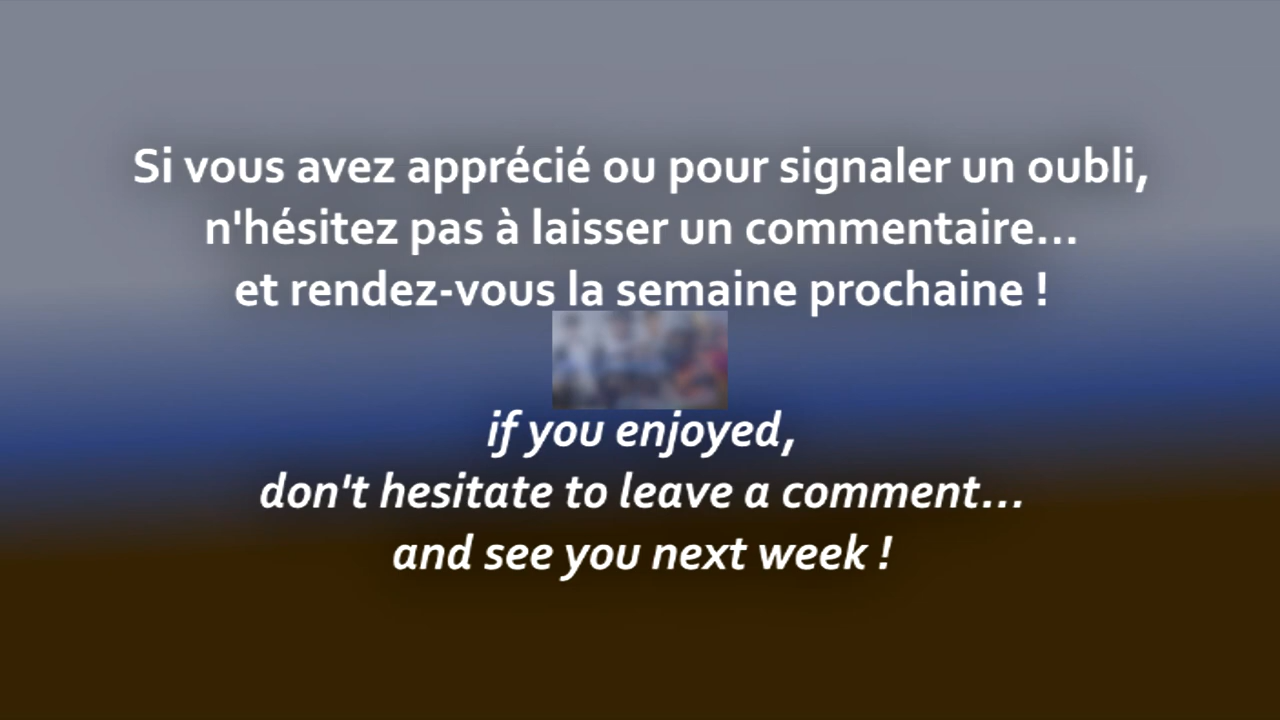 Si vous avez apprécié ou pour signaler un oubli,
n'hésitez pas à laisser un commentaire...
et rendez-vous la semaine prochaine !
if you enjoyed,
don't hesitate to leave a comment...
and see you next week !